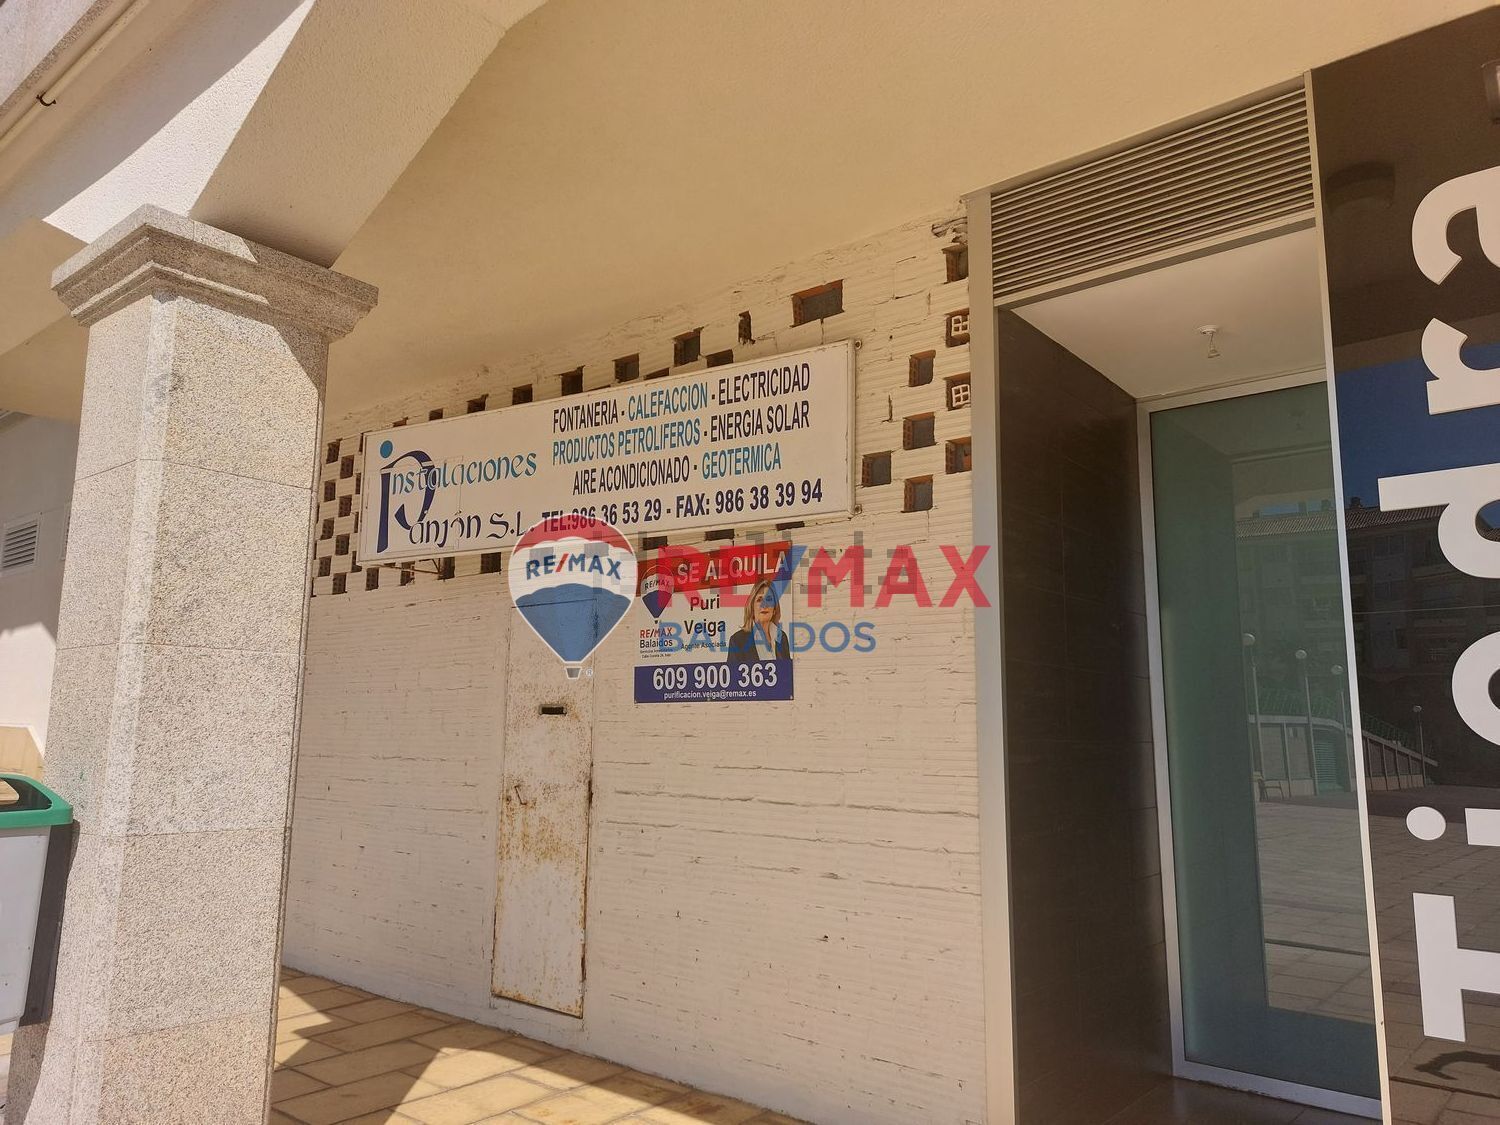 FONTANERIA - CALEFACCION - ELECTRICIDAD
PRODUCTOS PETROLIFEROS - ENERGIA SOLAR
AIRE ACONDICIONADO - GEOTERMICA
instalaciones
Panjón S.L.
TEL:986 36 53 29 - FAX: 986 38 39 94
SE ALQUILA
RE/MAX
Puri
Veiga
Agente Asociada
RE/MAX
Balaidos
609 900 363
purificacion.veiga@remax.es
RE/MAX
RE/MAX
BALAIDOS